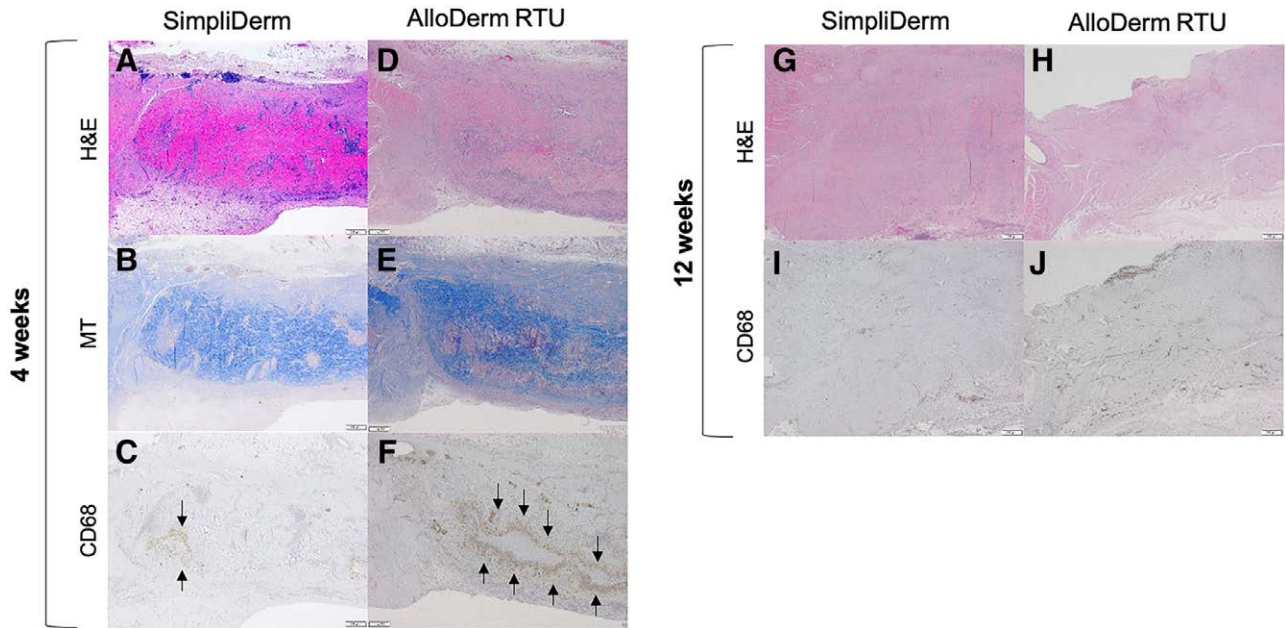 SimpliDerm AlloDerm RTU
4 weeks
H&E
A D
MT
B E
CD68
C F
SimpliDerm AlloDerm RTU
12 weeks
H&E
G H
CD68
I J